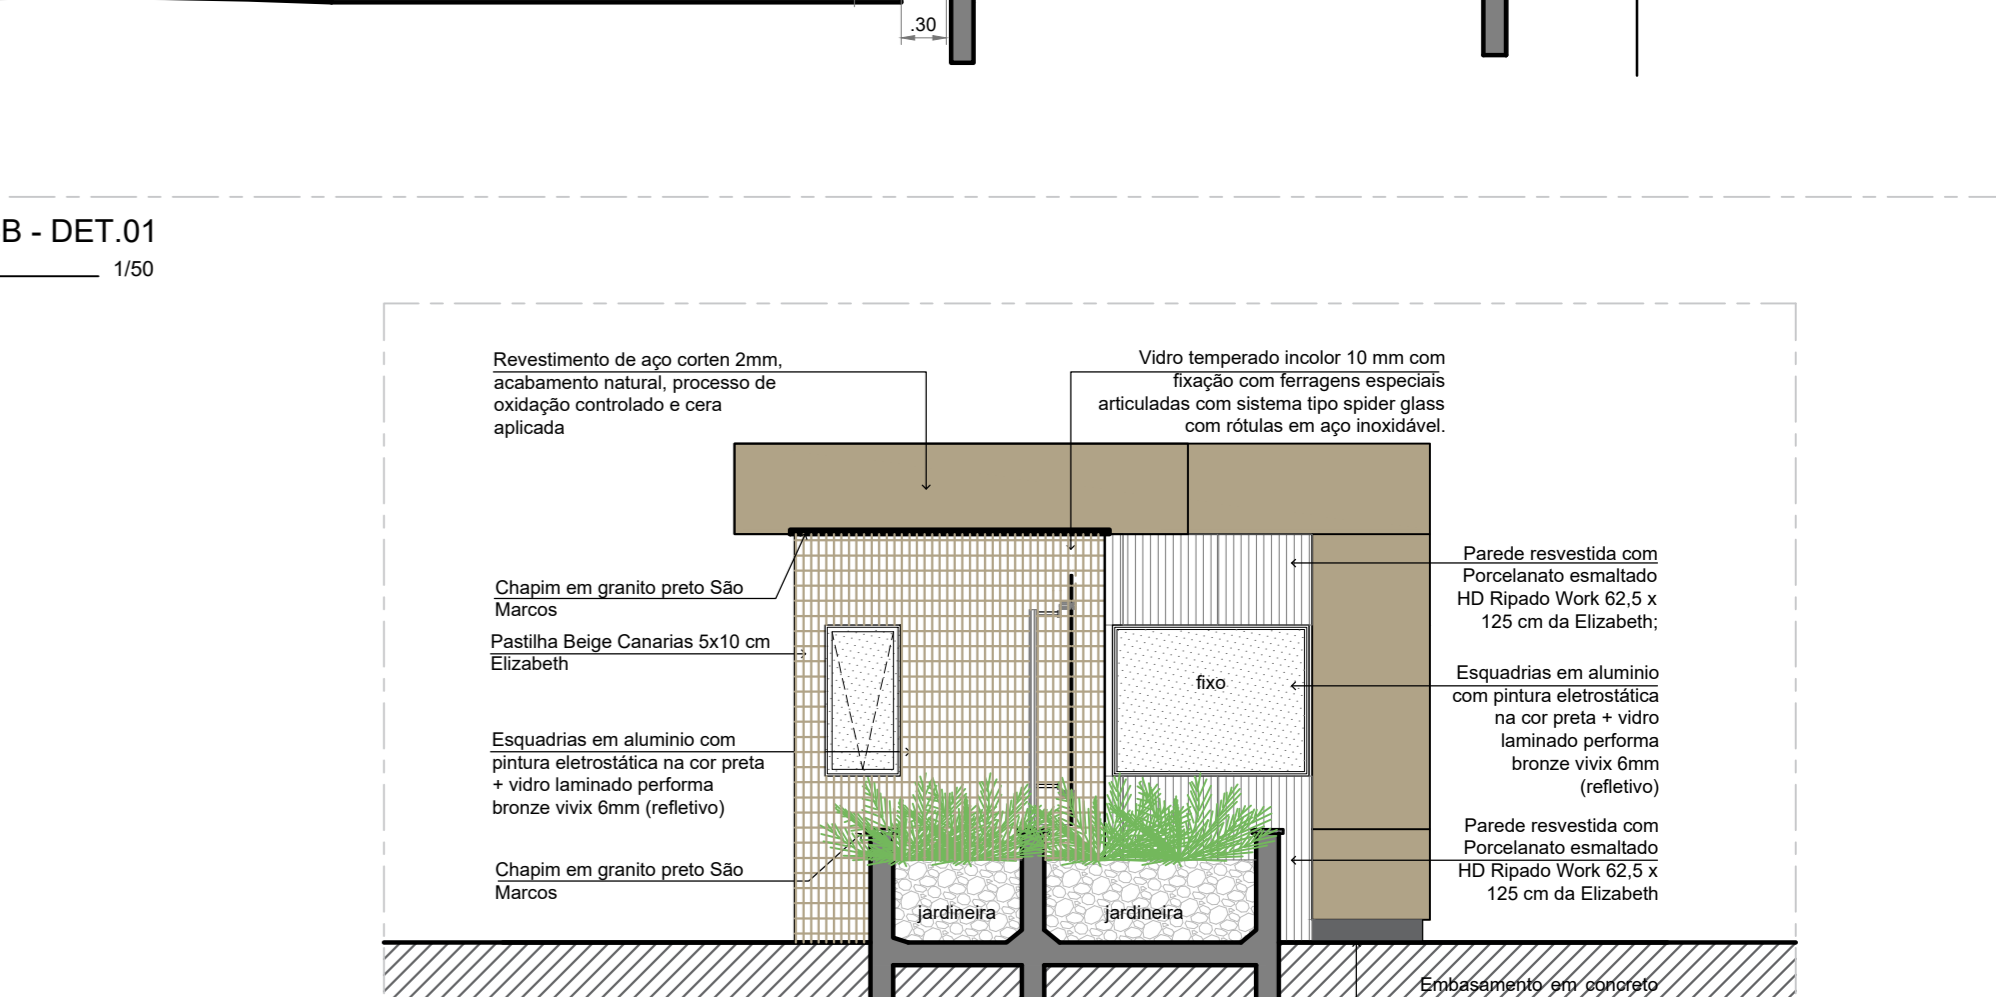 .30
B - DET.01
1/50
Revestimento de aço corten 2mm,
acabamento natural, processo de
oxidação controlado e cera
aplicada
Vidro temperado incolor 10 mm com
fixação com ferragens especiais
articuladas com sistema tipo spider glass
com rótulas em aço inoxidável.
Chapim em granito preto São
Marcos
Pastilha Beige Canarias 5x10 cm
Elizabeth
Esquadrias em aluminio com
pintura eletrostática na cor preta
+ vidro laminado performa
bronze vivix 6mm (refletivo)
Chapim em granito preto São
Marcos
fixo
jardineira
jardineira
Parede resvestida com
Porcelanato esmaltado
HD Ripado Work 62,5 x
125 cm da Elizabeth;
Esquadrias em aluminio
com pintura eletrostática
na cor preta + vidro
laminado performa
bronze vivix 6mm
(refletivo)
Parede resvestida com
Porcelanato esmaltado
HD Ripado Work 62,5 x
125 cm da Elizabeth
Embasamento em concreto